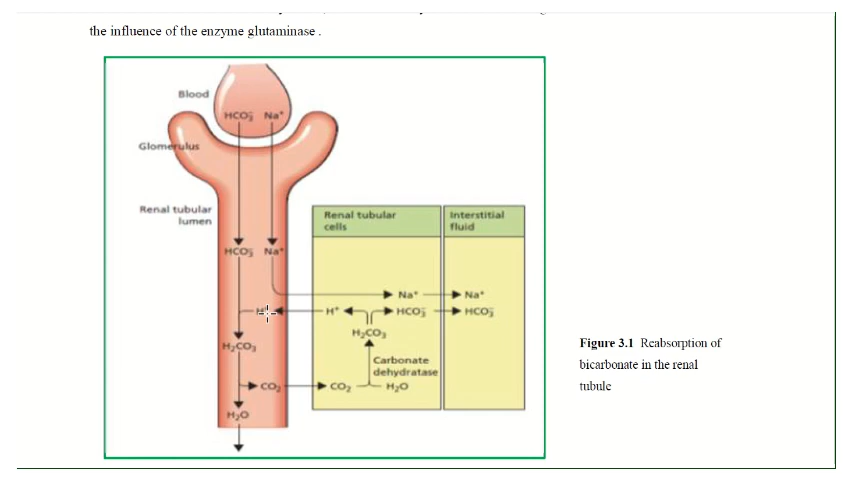 the influence of the enzyme glutaminase .
Blood
HCO₃⁻ Na⁺
Glomerulus
Renal tubular
lumen
Renal tubular
cells
Interstitial
fluid
HCO₃⁻ Na⁺
Na⁺ Na⁺
H⁺ H⁺ HCO₃⁻ HCO₃⁻
H₂CO₃
H₂CO₃
Carbonate
dehydratase
CO₂ CO₂ H₂O
H₂O
Figure 3.1 Reabsorption of
bicarbonate in the renal
tubule